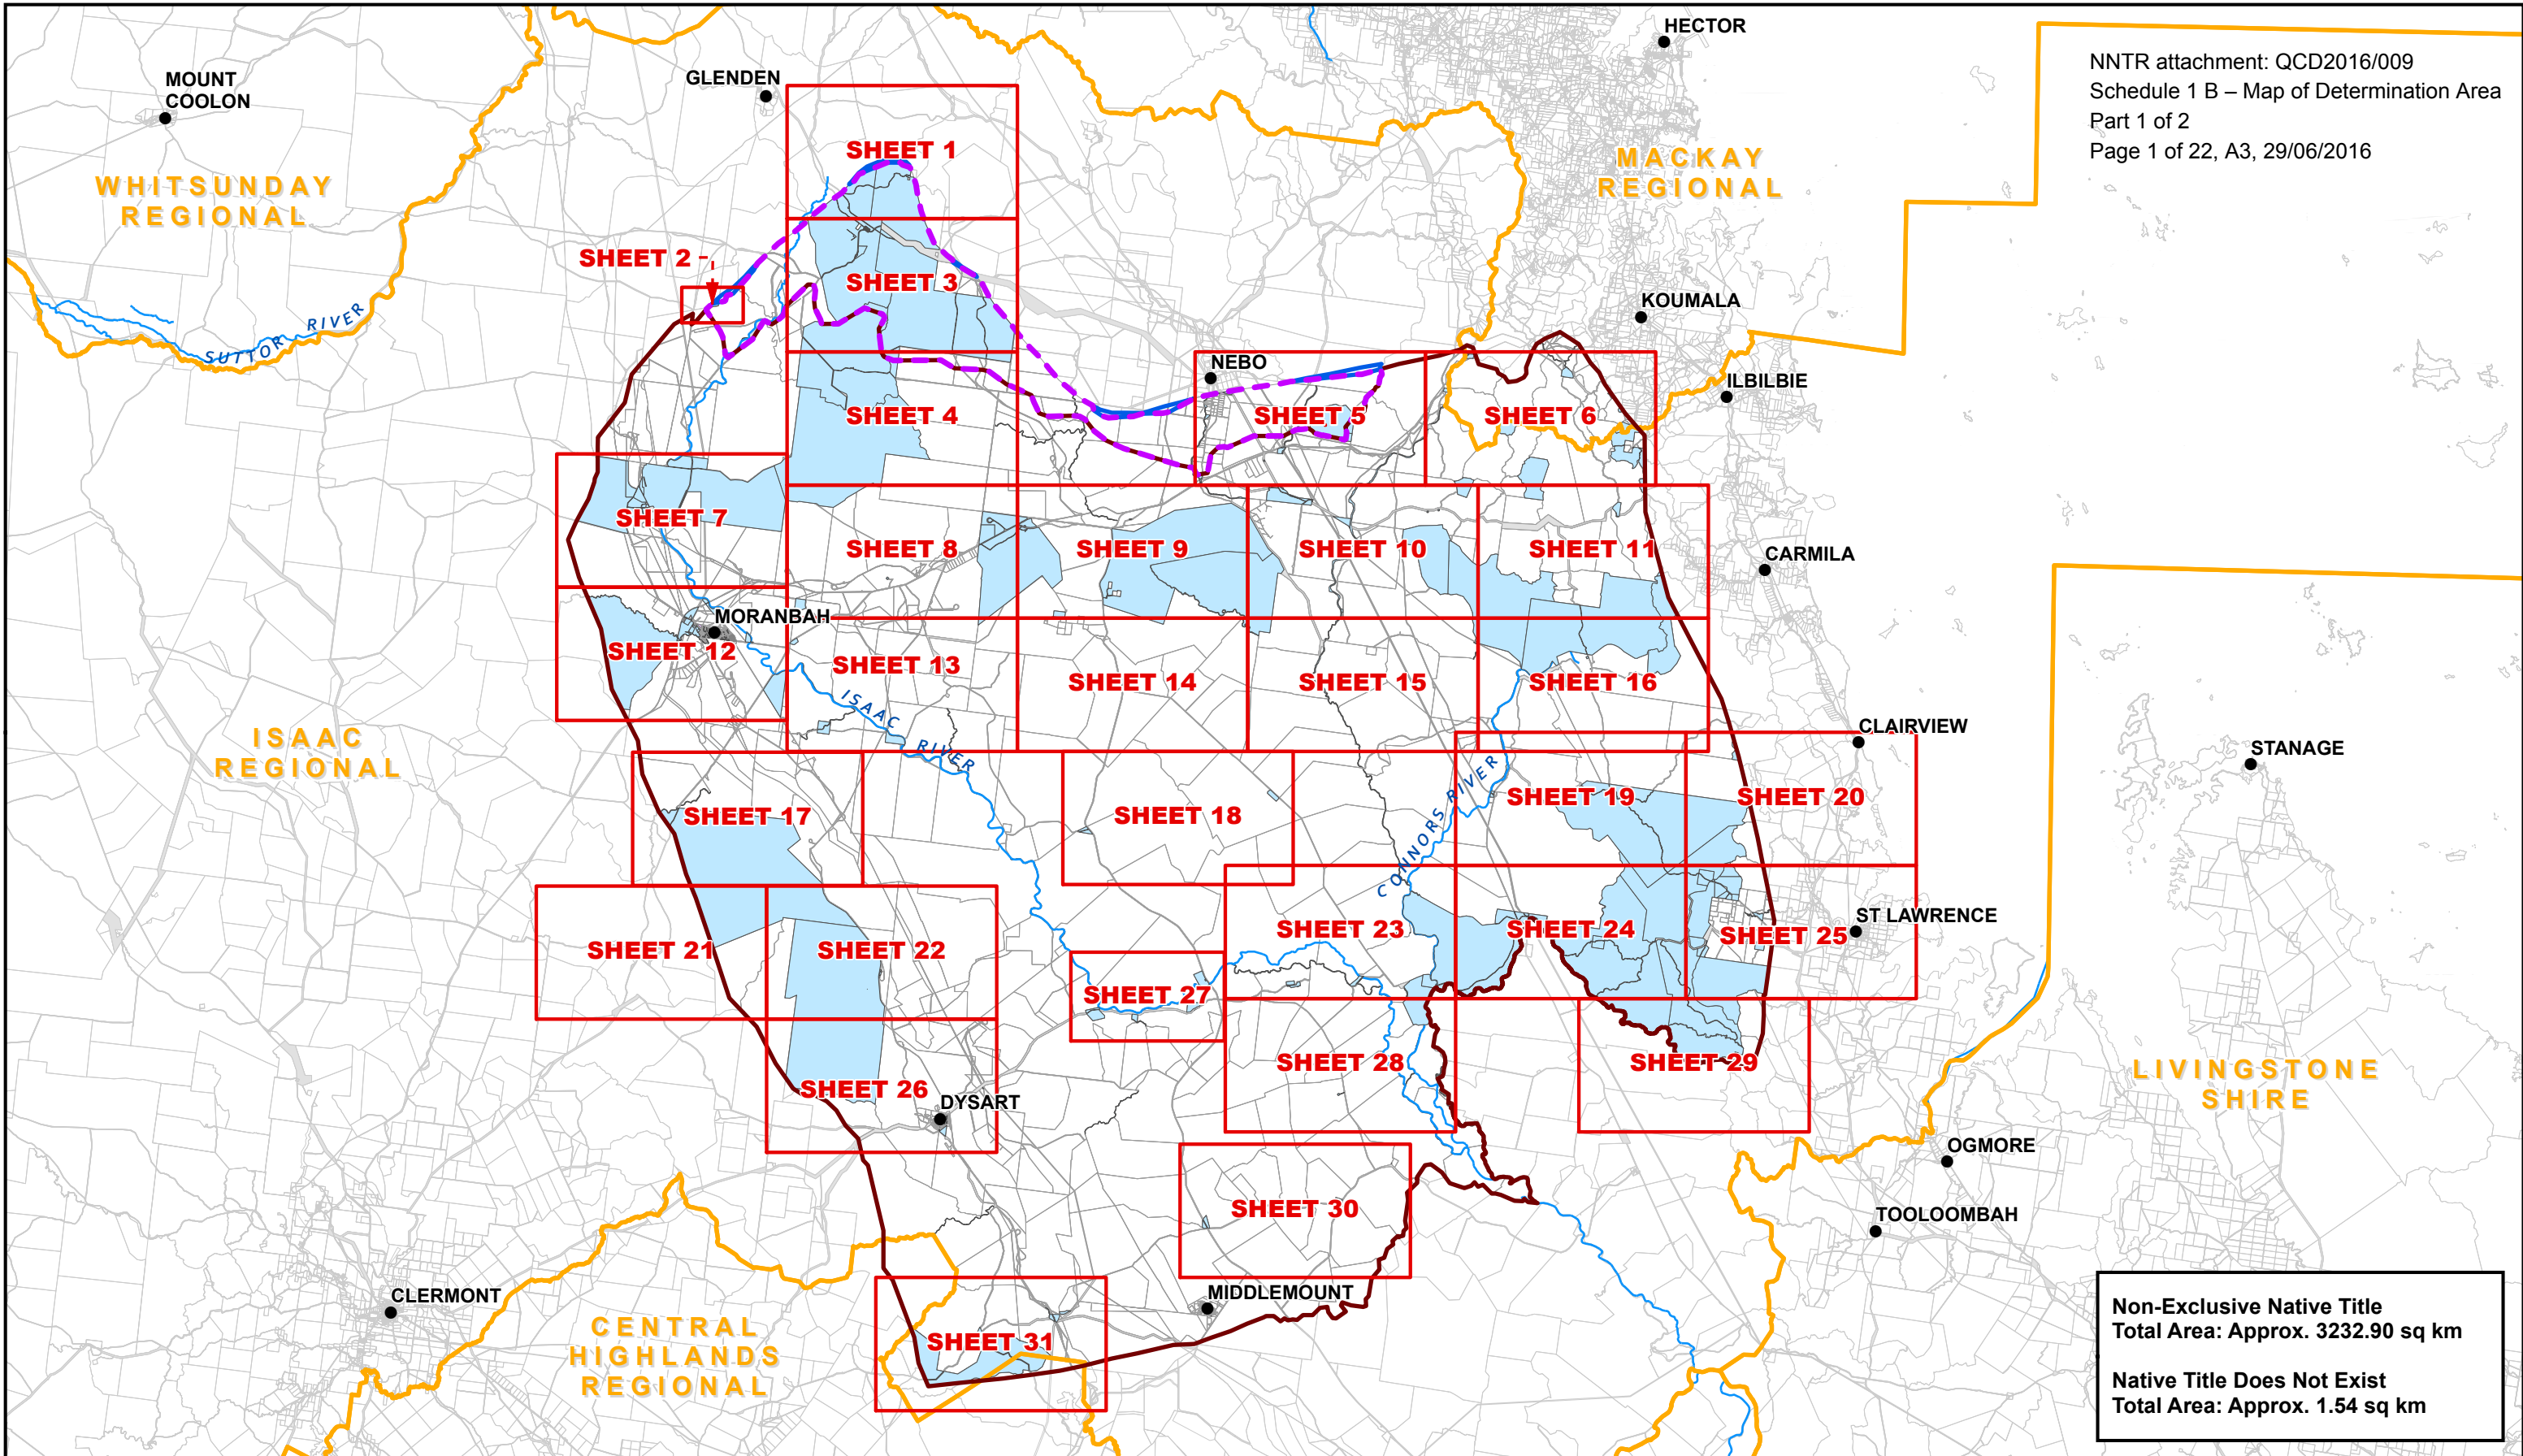 NNTR attachment: QCD2016/009
Schedule 1 B – Map of Determination Area
Part 1 of 2
Page 1 of 22, A3, 29/06/2016
HECTOR
MOUNT
COOLON
GLENDEN
SHEET 1
MACKAY
REGIONAL
WHITSUNDAY
REGIONAL
SHEET 2
SHEET 3
KOUMALA
SUTTOR RIVER
NEBO
ILBILBIE
SHEET 4
SHEET 5
SHEET 6
SHEET 7
SHEET 8
SHEET 9
SHEET 10
SHEET 11
CARMILA
MORANBAH
SHEET 12
SHEET 13
SHEET 14
SHEET 15
SHEET 16
ISAAC RIVER
ISAAC
REGIONAL
CLAIRVIEW
STANAGE
SHEET 17
SHEET 18
CONNORS RIVER
SHEET 19
SHEET 20
SHEET 21
SHEET 22
SHEET 23
SHEET 24
SHEET 25
ST LAWRENCE
SHEET 26
SHEET 27
SHEET 28
SHEET 29
LIVINGSTONE
SHIRE
DYSART
OGMORE
SHEET 30
TOOLOOMBAH
CLERMONT
MIDDLEMOUNT
CENTRAL
HIGHLANDS
REGIONAL
SHEET 31
Non-Exclusive Native Title
Total Area: Approx. 3232.90 sq km
Native Title Does Not Exist
Total Area: Approx. 1.54 sq km